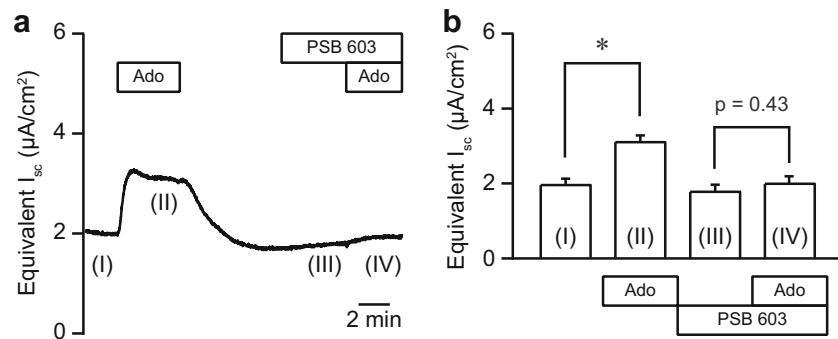 a
Equivalent Isc (µA/cm²)
6
4
2
0
PSB 603
Ado
Ado
(I)
(II)
(III)
(IV)
2 min
b
Equivalent Isc (µA/cm²)
6
4
2
0
*
p = 0.43
(I)
(II)
(III)
(IV)
Ado
Ado
PSB 603